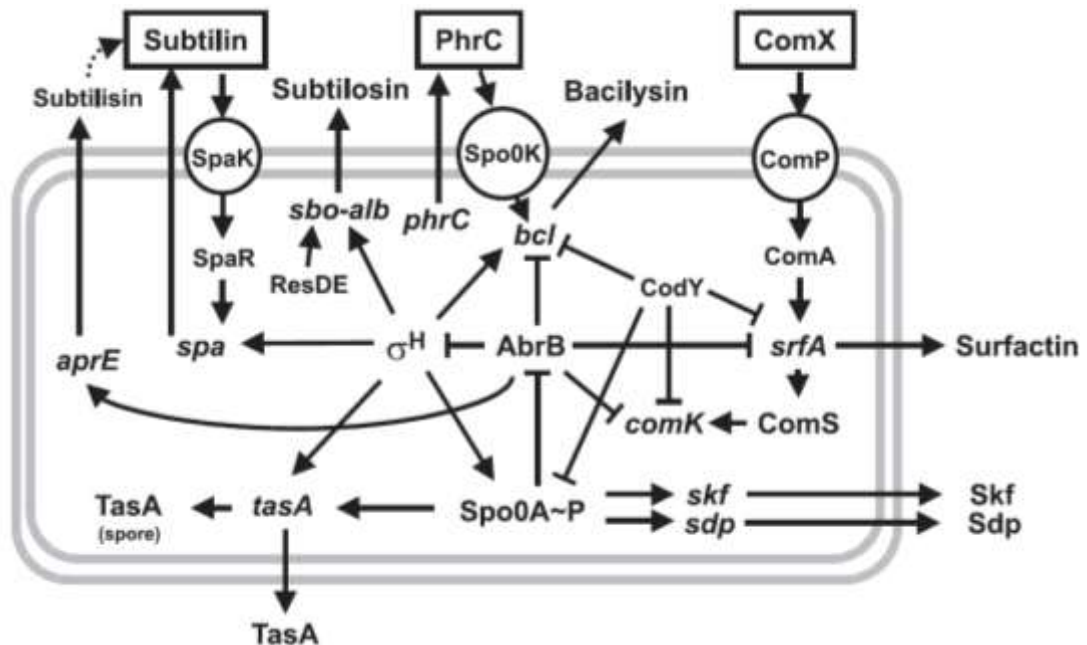 Subtilin
PhrC
ComX
Subtilisin
Subtilosin
Bacilysin
SpaK
Spo0K
ComP
sbo-alb
phrC
bcl
SpaR
ResDE
CodY
ComA
aprE
spa
σH
AbrB
srfA
Surfactin
comK
ComS
TasA
(spore)
tasA
Spo0A~P
skf
Skf
sdp
Sdp
TasA